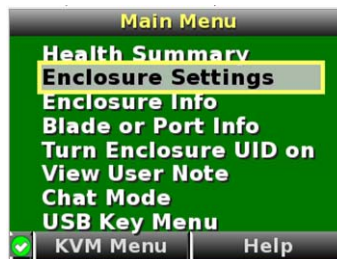 Main Menu
Health Summary
Enclosure Settings
Enclosure Info
Blade or Port Info
Turn Enclosure UID on
View User Note
Chat Mode
USB Key Menu
KVM Menu Help